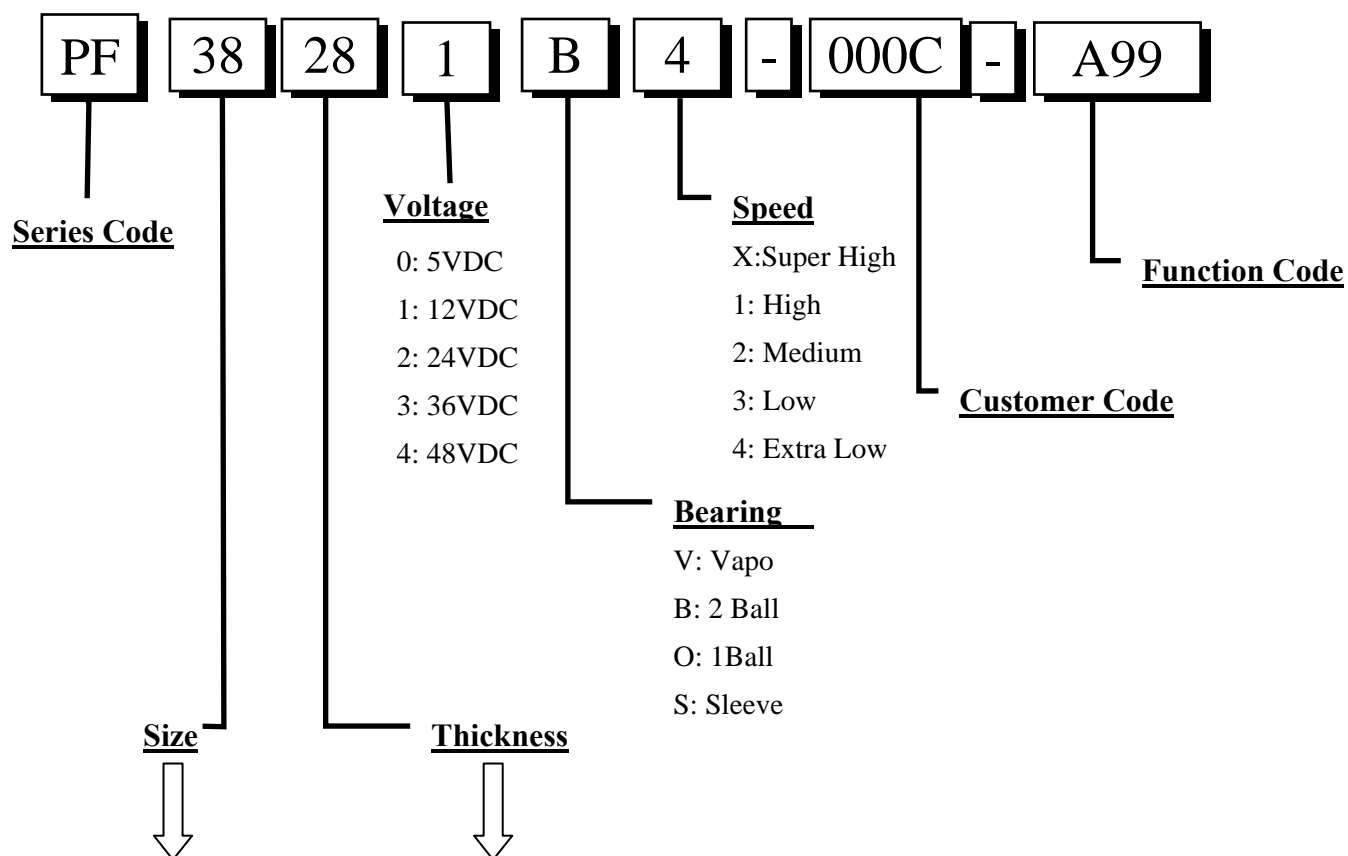 PF 38 28 1 B 4 - 000C - A99
Series Code
Voltage
0: 5VDC
1: 12VDC
2: 24VDC
3: 36VDC
4: 48VDC
Speed
X:Super High
1: High
2: Medium
3: Low
4: Extra Low
Function Code
Customer Code
Bearing
V: Vapo
B: 2 Ball
O: 1Ball
S: Sleeve
Size
Thickness